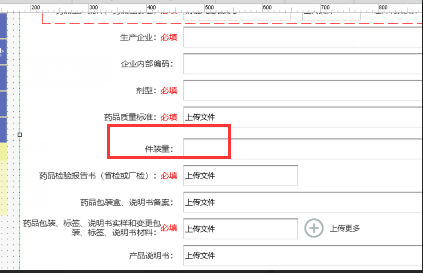 200 300 400 500 600 700 800
生产企业：必填
企业内部编码：
剂型：必填
药品质量标准：必填 上传文件
件装量：
药品检验报告书（省检或厂检）：必填 上传文件
药品包装盒、说明书备案： 上传文件
药品包装、标签、说明书实样和变更包
装、标签、说明书材料：必填 上传文件 上传更多
产品说明书： 上传文件